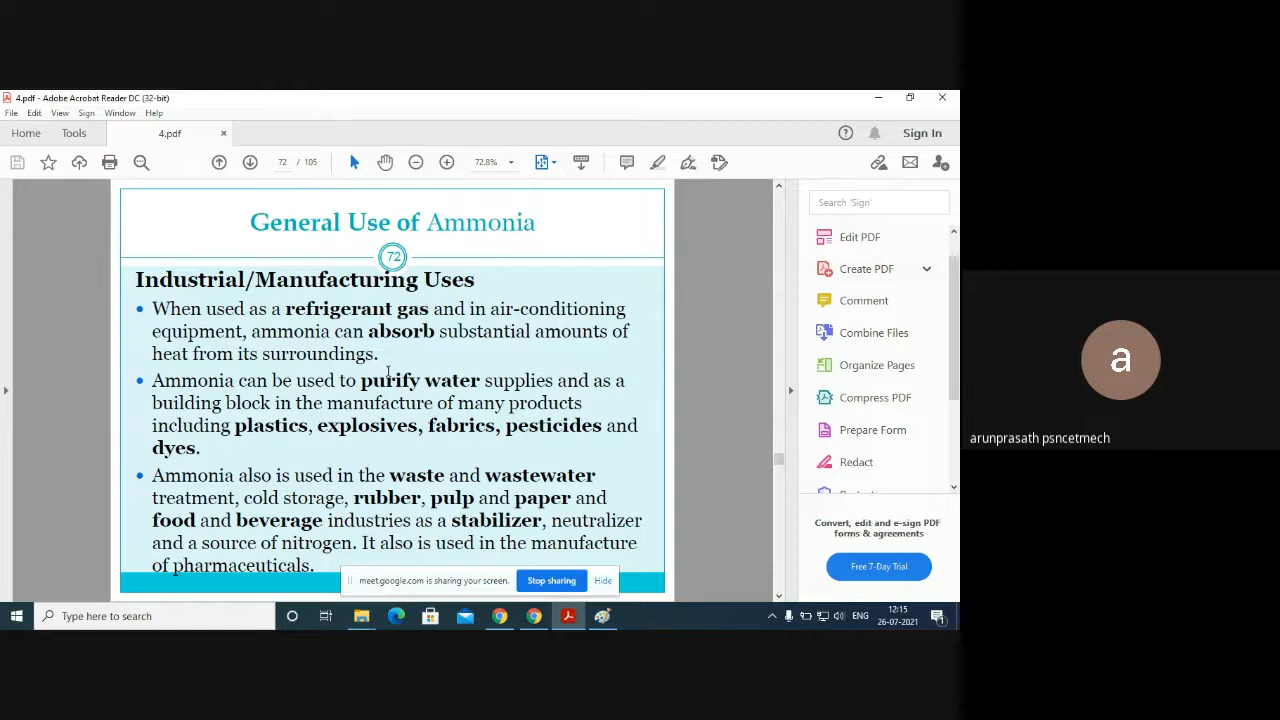 4.pdf - Adobe Acrobat Reader DC (32-bit)
File Edit View Sign Window Help
Home Tools 4.pdf × Sign In
72 / 105 72.8%
General Use of Ammonia
72
Industrial/Manufacturing Uses
• When used as a refrigerant gas and in air-conditioning
equipment, ammonia can absorb substantial amounts of
heat from its surroundings.
• Ammonia can be used to purify water supplies and as a
building block in the manufacture of many products
including plastics, explosives, fabrics, pesticides and
dyes.
• Ammonia also is used in the waste and wastewater
treatment, cold storage, rubber, pulp and paper and
food and beverage industries as a stabilizer, neutralizer
and a source of nitrogen. It also is used in the manufacture
of pharmaceuticals.
meet.google.com is sharing your screen. Stop sharing Hide
Search 'Sign'
Edit PDF
Create PDF
Comment
Combine Files
Organize Pages
Compress PDF
Prepare Form
Redact
Convert, edit and e-sign PDF
forms & agreements
Free 7-Day Trial
Type here to search
ENG
12:15
26-07-2021
1
a
arunprasath psncetmech